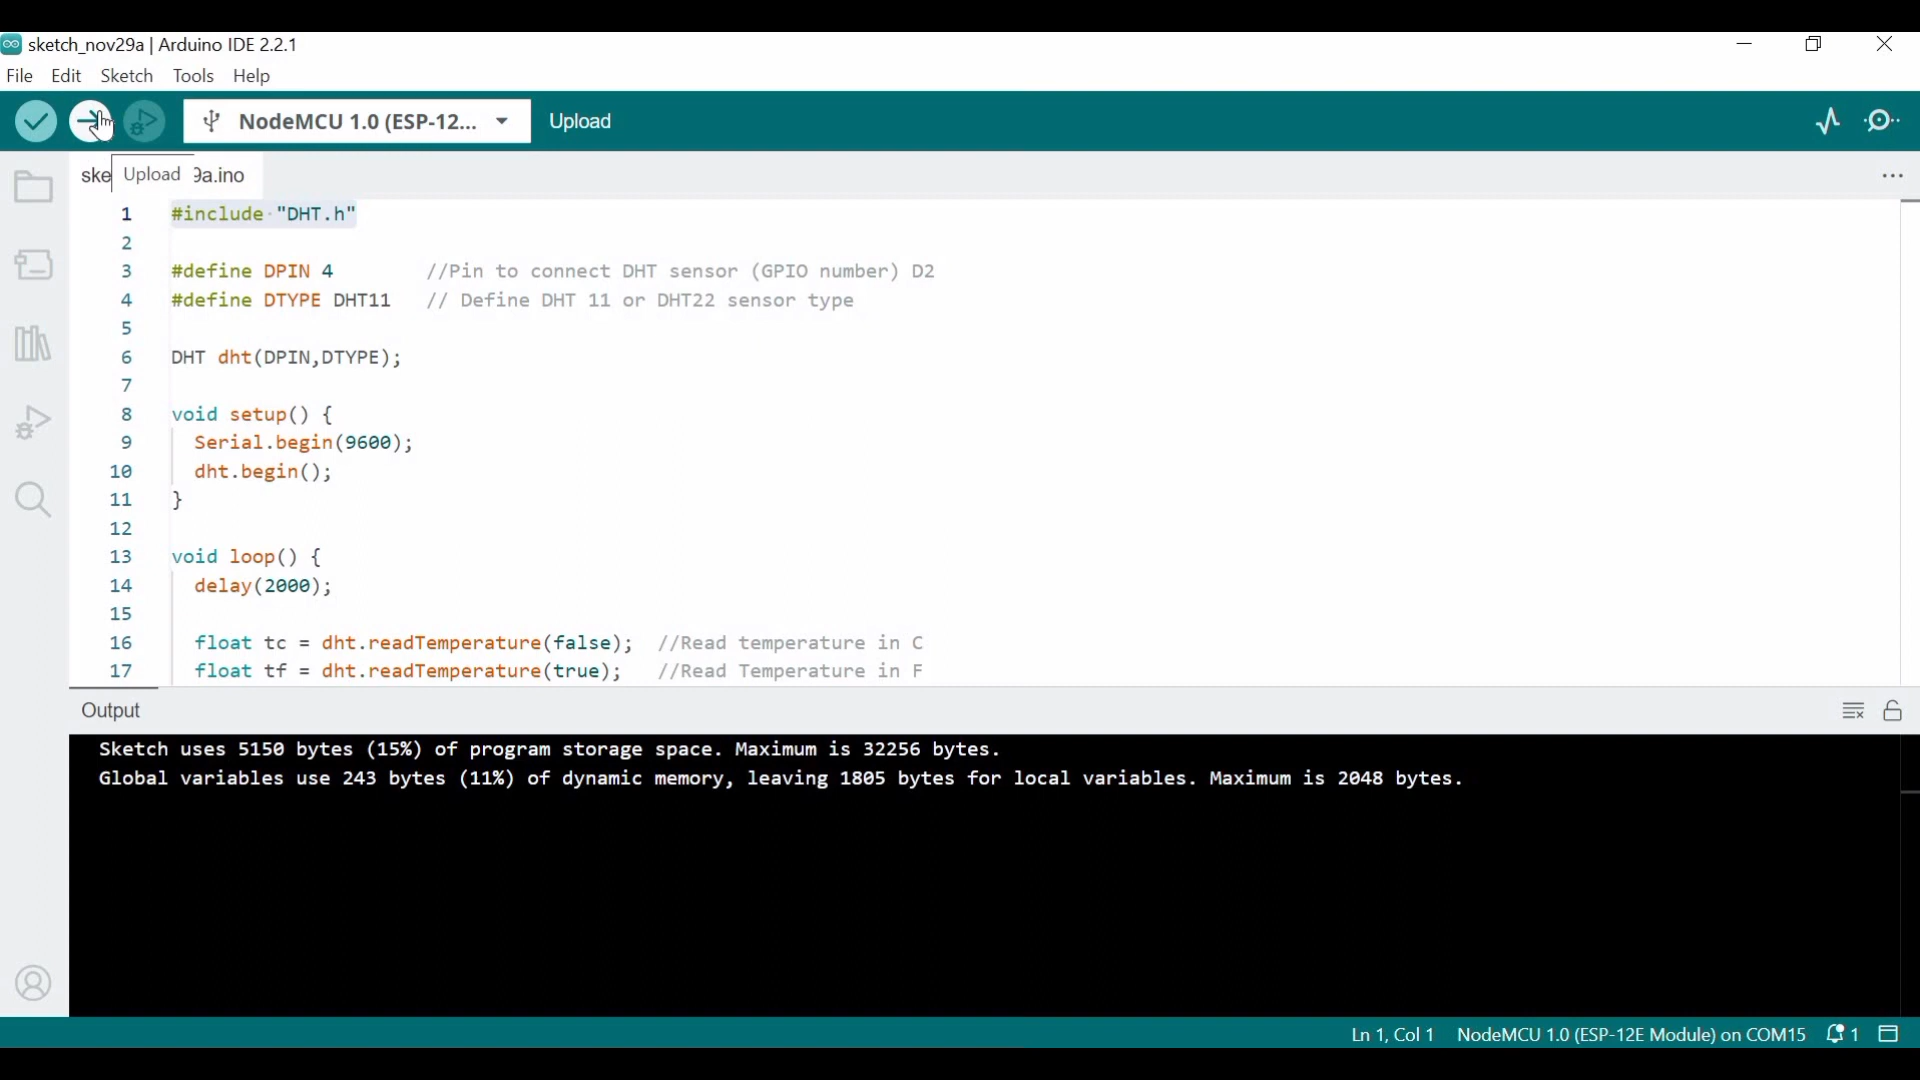 sketch_nov29a | Arduino IDE 2.2.1
File Edit Sketch Tools Help
NodeMCU 1.0 (ESP-12... Upload
ske Upload 9a.ino
1 #include "DHT.h"
2
3 #define DPIN 4 //Pin to connect DHT sensor (GPIO number) D2
4 #define DTYPE DHT11 // Define DHT 11 or DHT22 sensor type
5
6 DHT dht(DPIN,DTYPE);
7
8 void setup() {
9 Serial.begin(9600);
10 dht.begin();
11 }
12
13 void loop() {
14 delay(2000);
15
16 float tc = dht.readTemperature(false); //Read temperature in C
17 float tf = dht.readTemperature(true); //Read Temperature in F
Output
Sketch uses 5150 bytes (15%) of program storage space. Maximum is 32256 bytes.
Global variables use 243 bytes (11%) of dynamic memory, leaving 1805 bytes for local variables. Maximum is 2048 bytes.
Ln 1, Col 1 NodeMCU 1.0 (ESP-12E Module) on COM15 1